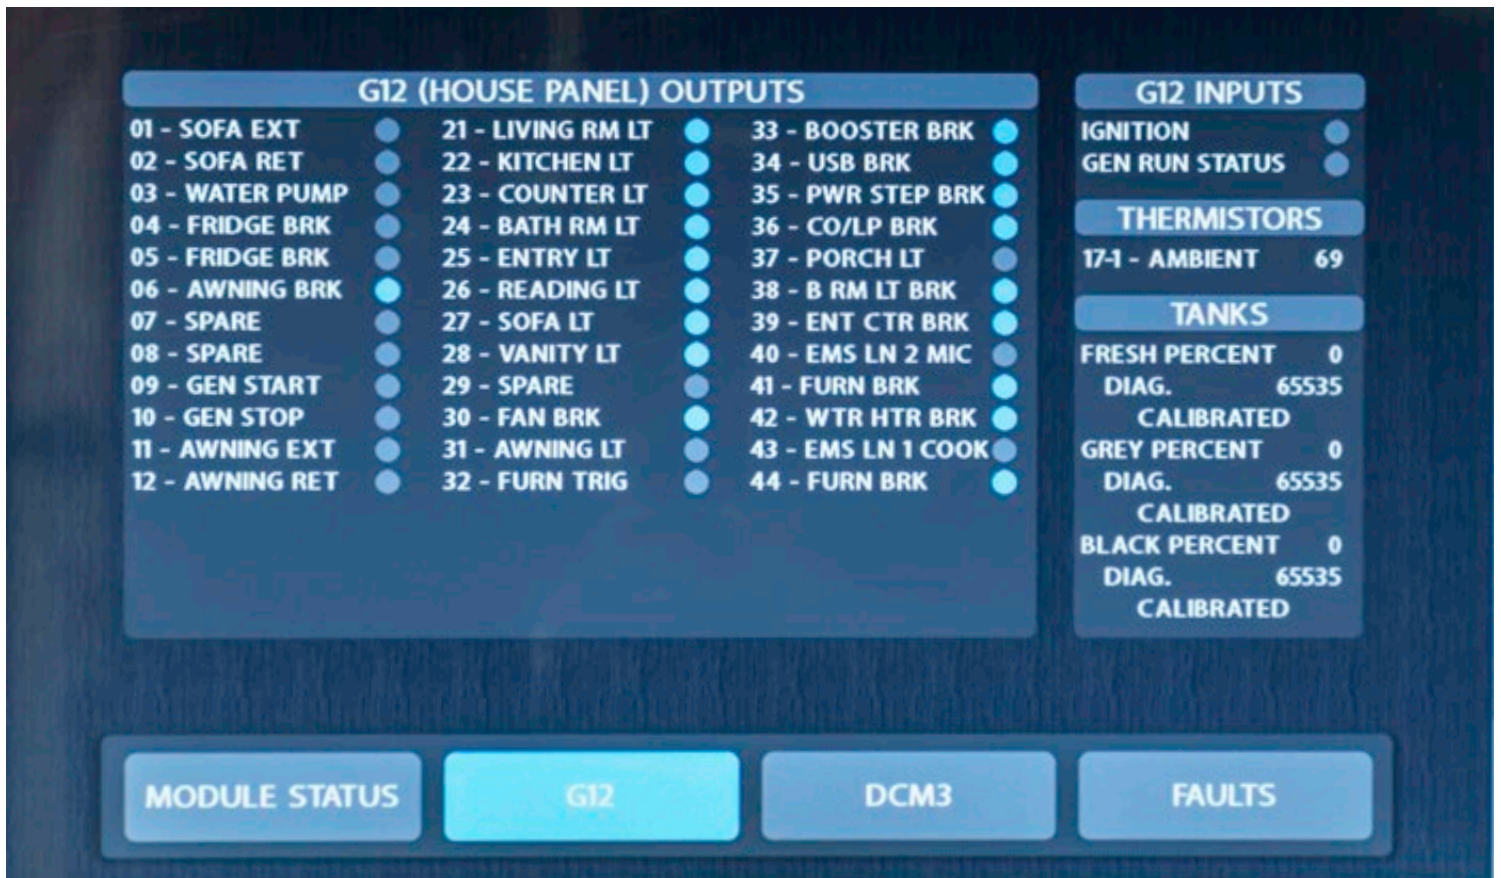 G12 (HOUSE PANEL) OUTPUTS
01 - SOFA EXT
02 - SOFA RET
03 - WATER PUMP
04 - FRIDGE BRK
05 - FRIDGE BRK
06 - AWNING BRK
07 - SPARE
08 - SPARE
09 - GEN START
10 - GEN STOP
11 - AWNING EXT
12 - AWNING RET
21 - LIVING RM LT
22 - KITCHEN LT
23 - COUNTER LT
24 - BATH RM LT
25 - ENTRY LT
26 - READING LT
27 - SOFA LT
28 - VANITY LT
29 - SPARE
30 - FAN BRK
31 - AWNING LT
32 - FURN TRIG
33 - BOOSTER BRK
34 - USB BRK
35 - PWR STEP BRK
36 - CO/LP BRK
37 - PORCH LT
38 - B RM LT BRK
39 - ENT CTR BRK
40 - EMS LN 2 MIC
41 - FURN BRK
42 - WTR HTR BRK
43 - EMS LN 1 COOK
44 - FURN BRK
G12 INPUTS
IGNITION
GEN RUN STATUS
THERMISTORS
17-1 - AMBIENT 69
TANKS
FRESH PERCENT 0
DIAG. 65535
CALIBRATED
GREY PERCENT 0
DIAG. 65535
CALIBRATED
BLACK PERCENT 0
DIAG. 65535
CALIBRATED
MODULE STATUS
G12
DCM3
FAULTS